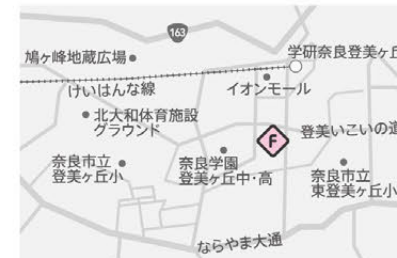 163
鳩ヶ峰地蔵広場
学研奈良登美ヶ丘
けいはんな線
イオンモール
北大和体育施設
グラウンド
F
登美いこいの道
奈良市立
登美ヶ丘小
奈良学園
登美ヶ丘中・高
奈良市立
東登美ヶ丘小
ならやま大通